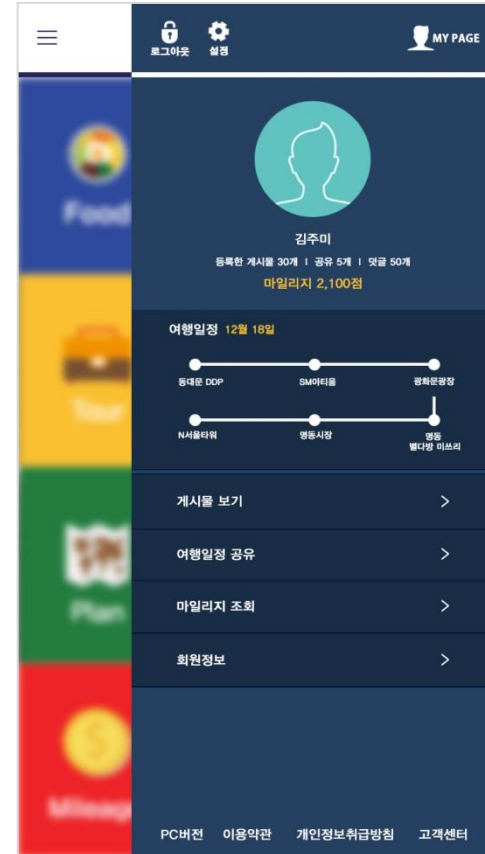 로그아웃 설정 MY PAGE
Food
김주미
등록한 게시물 30개 I 공유 5개 I 댓글 50개
마일리지 2,100점
여행일정 12월 18일
Tour
동대문 DDP SM아티움 광화문광장
N서울타워 명동시장 명동
별다방 미쓰리
게시물 보기
여행일정 공유
Plan
마일리지 조회
회원정보
Mileage
PC버전 이용약관 개인정보취급방침 고객센터